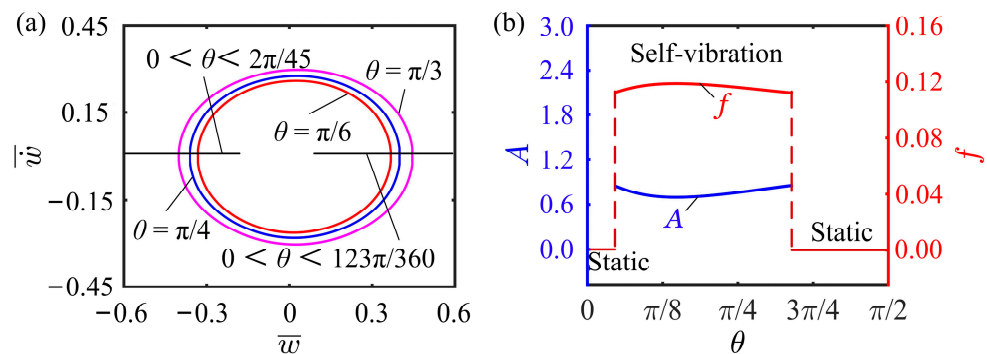 (a)
0.45
0.15
−0.15
−0.45
0 < θ < 2π/45
θ = π/3
θ = π/6
θ = π/4
0 < θ < 123π/360
−0.6
−0.3
0
0.3
0.6
w̅
ẇ̅
(b)
3.0
2.4
1.8
1.2
0.6
0.0
A
Self-vibration
f
A
Static
Static
0
π/8
π/4
3π/4
π/2
θ
0.16
0.12
0.08
0.04
0.00
f